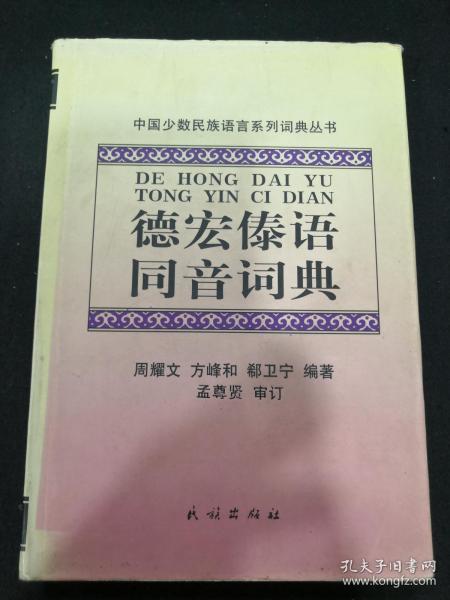 中国少数民族语言系列词典丛书
DE HONG DAI YU
TONG YIN CI DIAN
德宏傣语
同音词典
周耀文 方峰和 郗卫宁 编著
孟尊贤 审订
民族出版社
孔夫子旧书网
www.kongfz.com